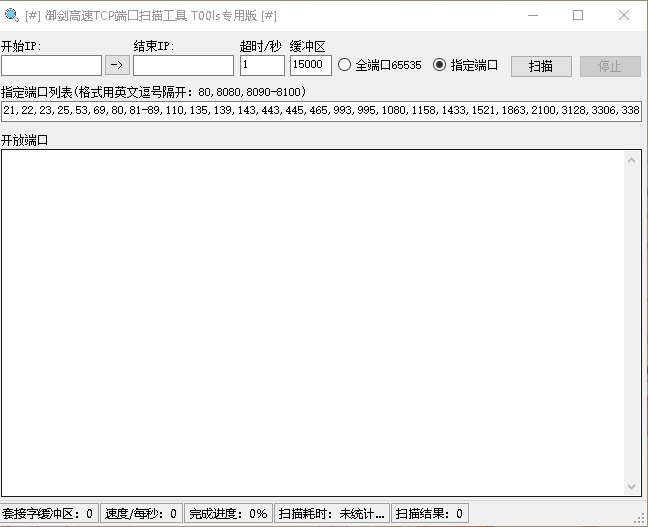 [#] 御剑高速TCP端口扫描工具 T00ls专用版 [#]
开始IP: 结束IP: 超时/秒 缓冲区
-> 1 15000 全端口65535 指定端口 扫描 停止
指定端口列表(格式用英文逗号隔开: 80,8080,8090-8100)
21,22,23,25,53,69,80,81-89,110,135,139,143,443,445,465,993,995,1080,1158,1433,1521,1863,2100,3128,3306,338
开放端口
套接字缓冲区: 0 速度/每秒: 0 完成进度: 0% 扫描耗时: 未统计... 扫描结果: 0